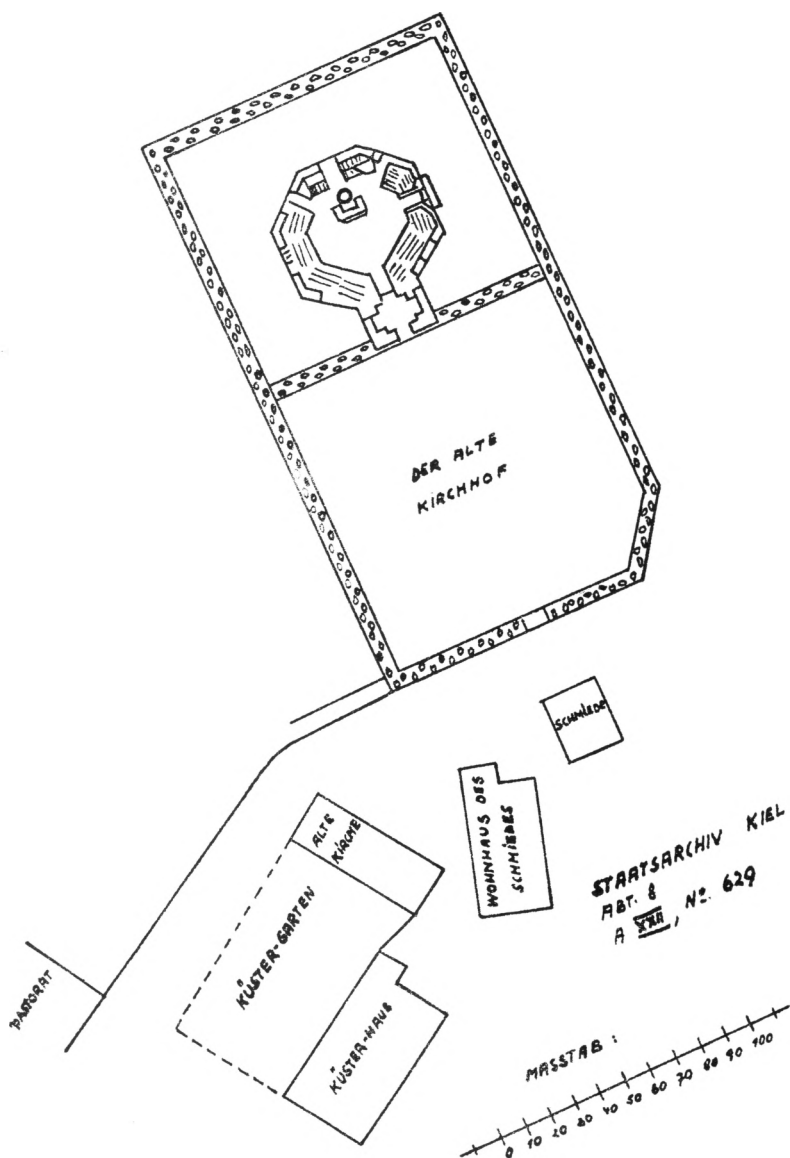 DER ALTE
KIRCHHOF
SCHMIEDE
WOHNHAUS DES
SCHMIEDES
ALTE
KIRCHE
KÜSTER-GARTEN
KÜSTER-HAUS
PASTORAT
STAATSARCHIV KIEL
ABT. 8
A XXII, Nº. 629
MASSTAB:
0 10 20 30 40 50 60 70 80 90 100